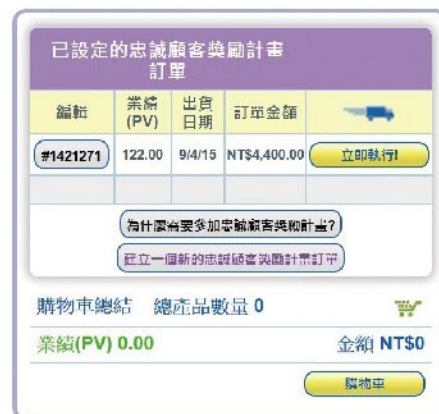 已設定的忠誠顧客獎勵計畫
訂單
編輯 業績 出貨 訂單金額
(PV) 日期
#1421271 122.00 9/4/15 NT$4,400.00 立即執行!
為什麼需要參加忠誠顧客獎勵計畫?
建立一個新的忠誠顧客獎勵計畫訂單
購物車總結 總產品數量 0
業績(PV) 0.00 金額 NT$0
購物車